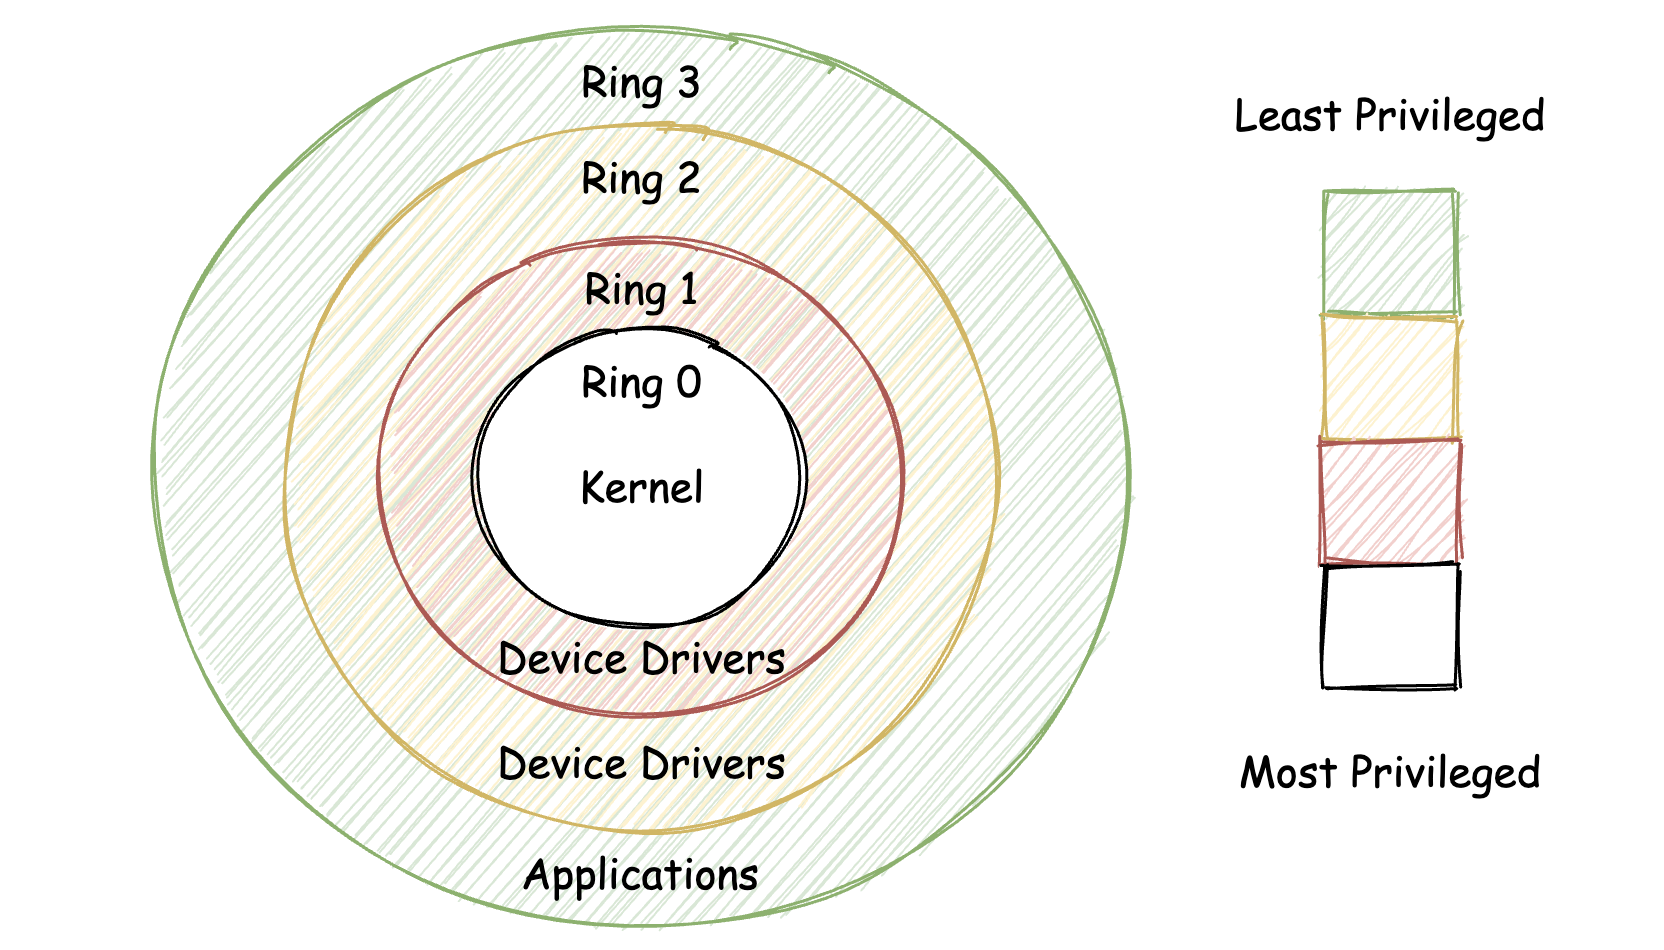 Ring 3
Ring 2
Ring 1
Ring 0
Kernel
Device Drivers
Device Drivers
Applications
Least Privileged
Most Privileged